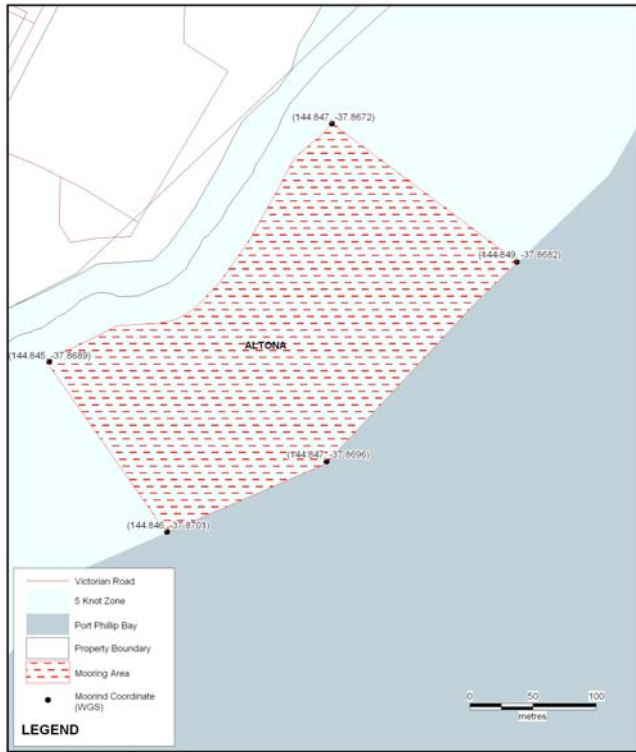 (144.847, -37.8672)
(144.849, -37.8682)
ALTONA
(144.845, -37.8689)
(144.847, -37.8696)
(144.846, -37.8701)
Victorian Road
5 Knot Zone
Port Phillip Bay
Property Boundary
Mooring Area
Moorind Coordinate
(WGS)
LEGEND
0 50 100
metres